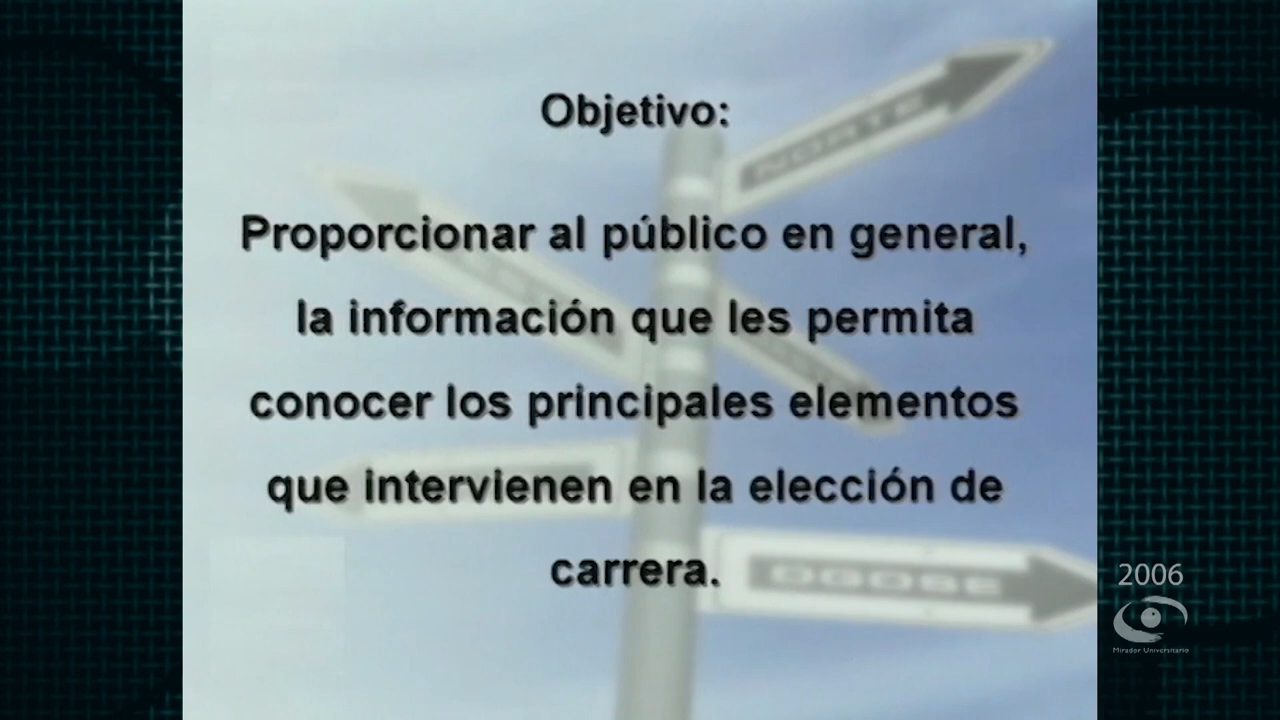 Objetivo:
Proporcionar al público en general,
la información que les permita
conocer los principales elementos
que intervienen en la elección de
carrera.
NORTE
2006
Mirador Universitario